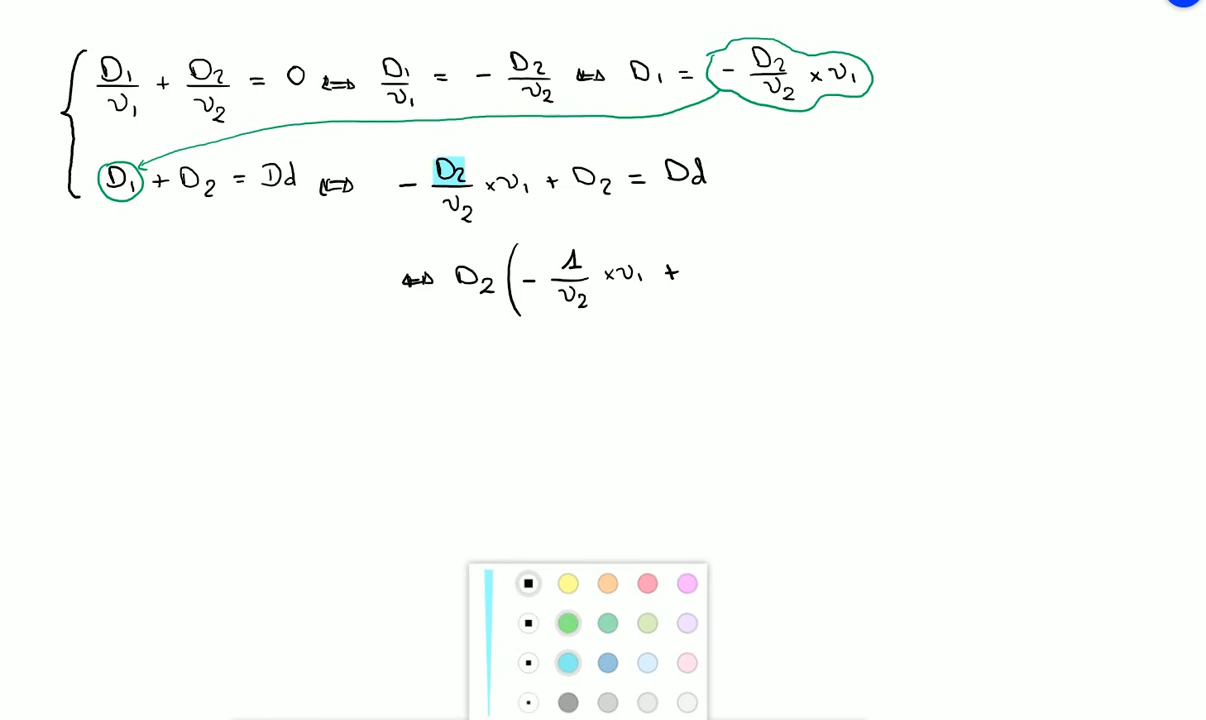 D₁/v₁ + D₂/v₂ = 0 ⇔ D₁/v₁ = - D₂/v₂ ⇔ D₁ = - D₂/v₂ × v₁
D₁ + D₂ = Dd ⇔ - D₂/v₂ × v₁ + D₂ = Dd
⇔ D₂ (- 1/v₂ × v₁ +